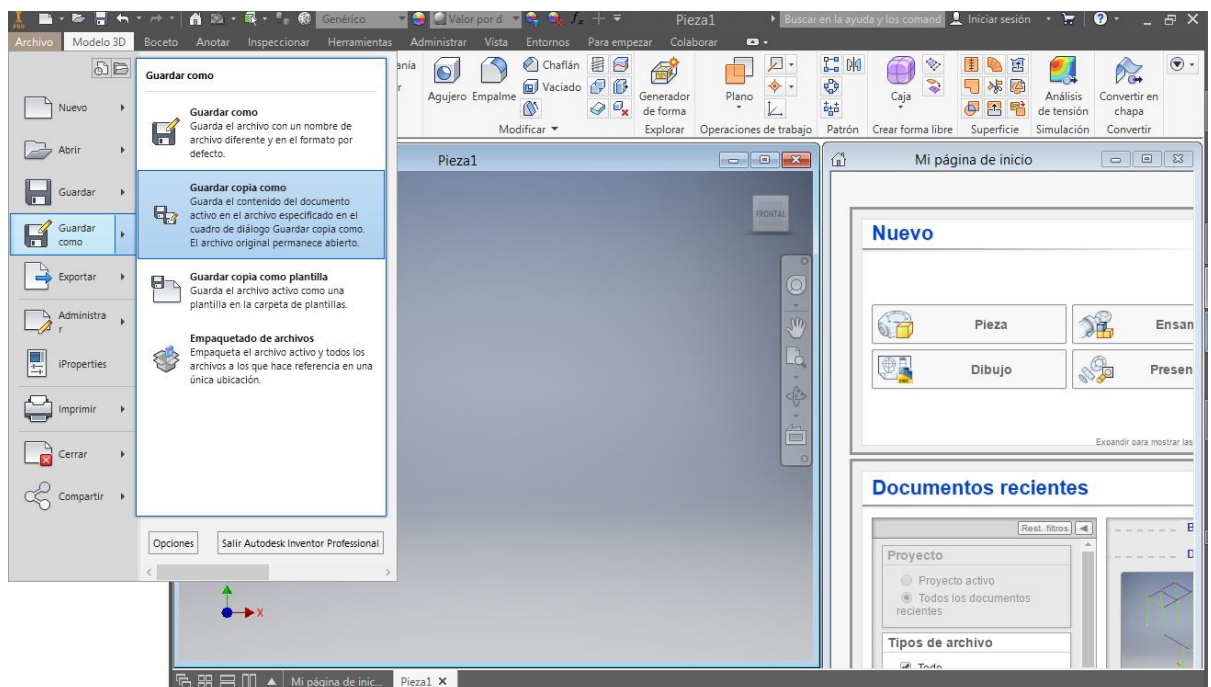 PRO
Genérico
Valor por d
Pieza1
Buscar en la ayuda y los comand
Iniciar sesión
Archivo
Modelo 3D
Boceto
Anotar
Inspeccionar
Herramientas
Administrar
Vista
Entornos
Para empezar
Colaborar
Guardar como
Nuevo
Abrir
Guardar
Guardar
como
Exportar
Administra
r
iProperties
Imprimir
Cerrar
Compartir
Guardar como
Guarda el archivo con un nombre de
archivo diferente y en el formato por
defecto.
Guardar copia como
Guarda el contenido del documento
activo en el archivo especificado en el
cuadro de diálogo Guardar copia como.
El archivo original permanece abierto.
Guardar copia como plantilla
Guarda el archivo activo como una
plantilla en la carpeta de plantillas.
Empaquetado de archivos
Empaqueta el archivo activo y todos los
archivos a los que hace referencia en una
única ubicación.
Opciones
Salir Autodesk Inventor Professional
anía
r
Agujero
Empalme
Chaflán
Vaciado
Modificar
Generador
de forma
Explorar
Plano
Operaciones de trabajo
Patrón
Caja
Crear forma libre
Superficie
Análisis
de tensión
Simulación
Convertir en
chapa
Convertir
Pieza1
FRONTAL
X
Mi página de inicio
Nuevo
Pieza
Ensan
Dibujo
Presen
Expandir para mostrar las
Documentos recientes
Rest. filtros
B
D
Proyecto
Proyecto activo
Todos los documentos
recientes
Tipos de archivo
Todo
Mi página de inic...
Pieza1